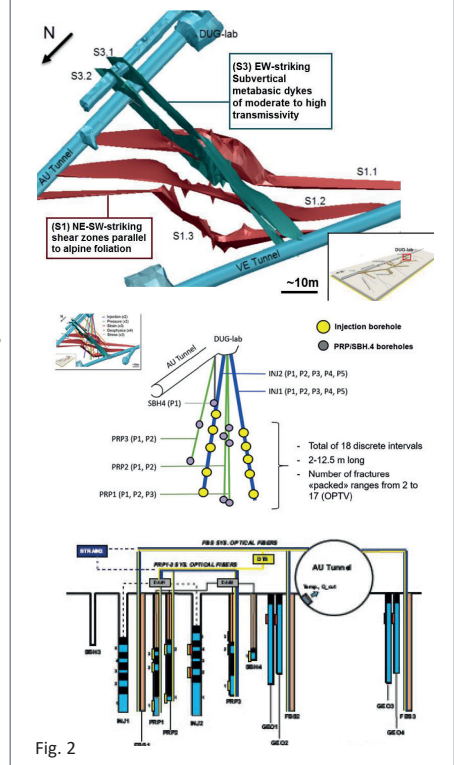 N
DUG-lab
S3.1
S3.2
(S3) EW-striking
Subvertical
metabasic dykes
of moderate to high
transmissivity
AU Tunnel
S1.1
S1.2
(S1) NE-SW-striking
shear zones parallel
to alpine foliation
S1.3
VE Tunnel
~10m
DUG-lab
Injection borehole
PRP/SBH.4 boreholes
DUG-lab
AU Tunnel
INJ2 (P1, P2, P3, P4, P5)
INJ1 (P1, P2, P3, P4, P5)
SBH4 (P1)
PRP3 (P1, P2)
PRP2 (P1, P2)
PRP1 (P1, P2, P3)
- Total of 18 discrete intervals
- 2-12.5 m long
- Number of fractures
«packed» ranges from 2 to
17 (OPTV)
FBS SYS. OPTICAL FIBERS
PRP1-3 SYS. OPTICAL FIBERS
AU Tunnel
SBH3
INJ1
FBS1
PRP1
PRP2
INJ2
PRP3
SBH4
GEO1
GEO2
FBS2
GEO3
GEO4
FBS3
Fig. 2